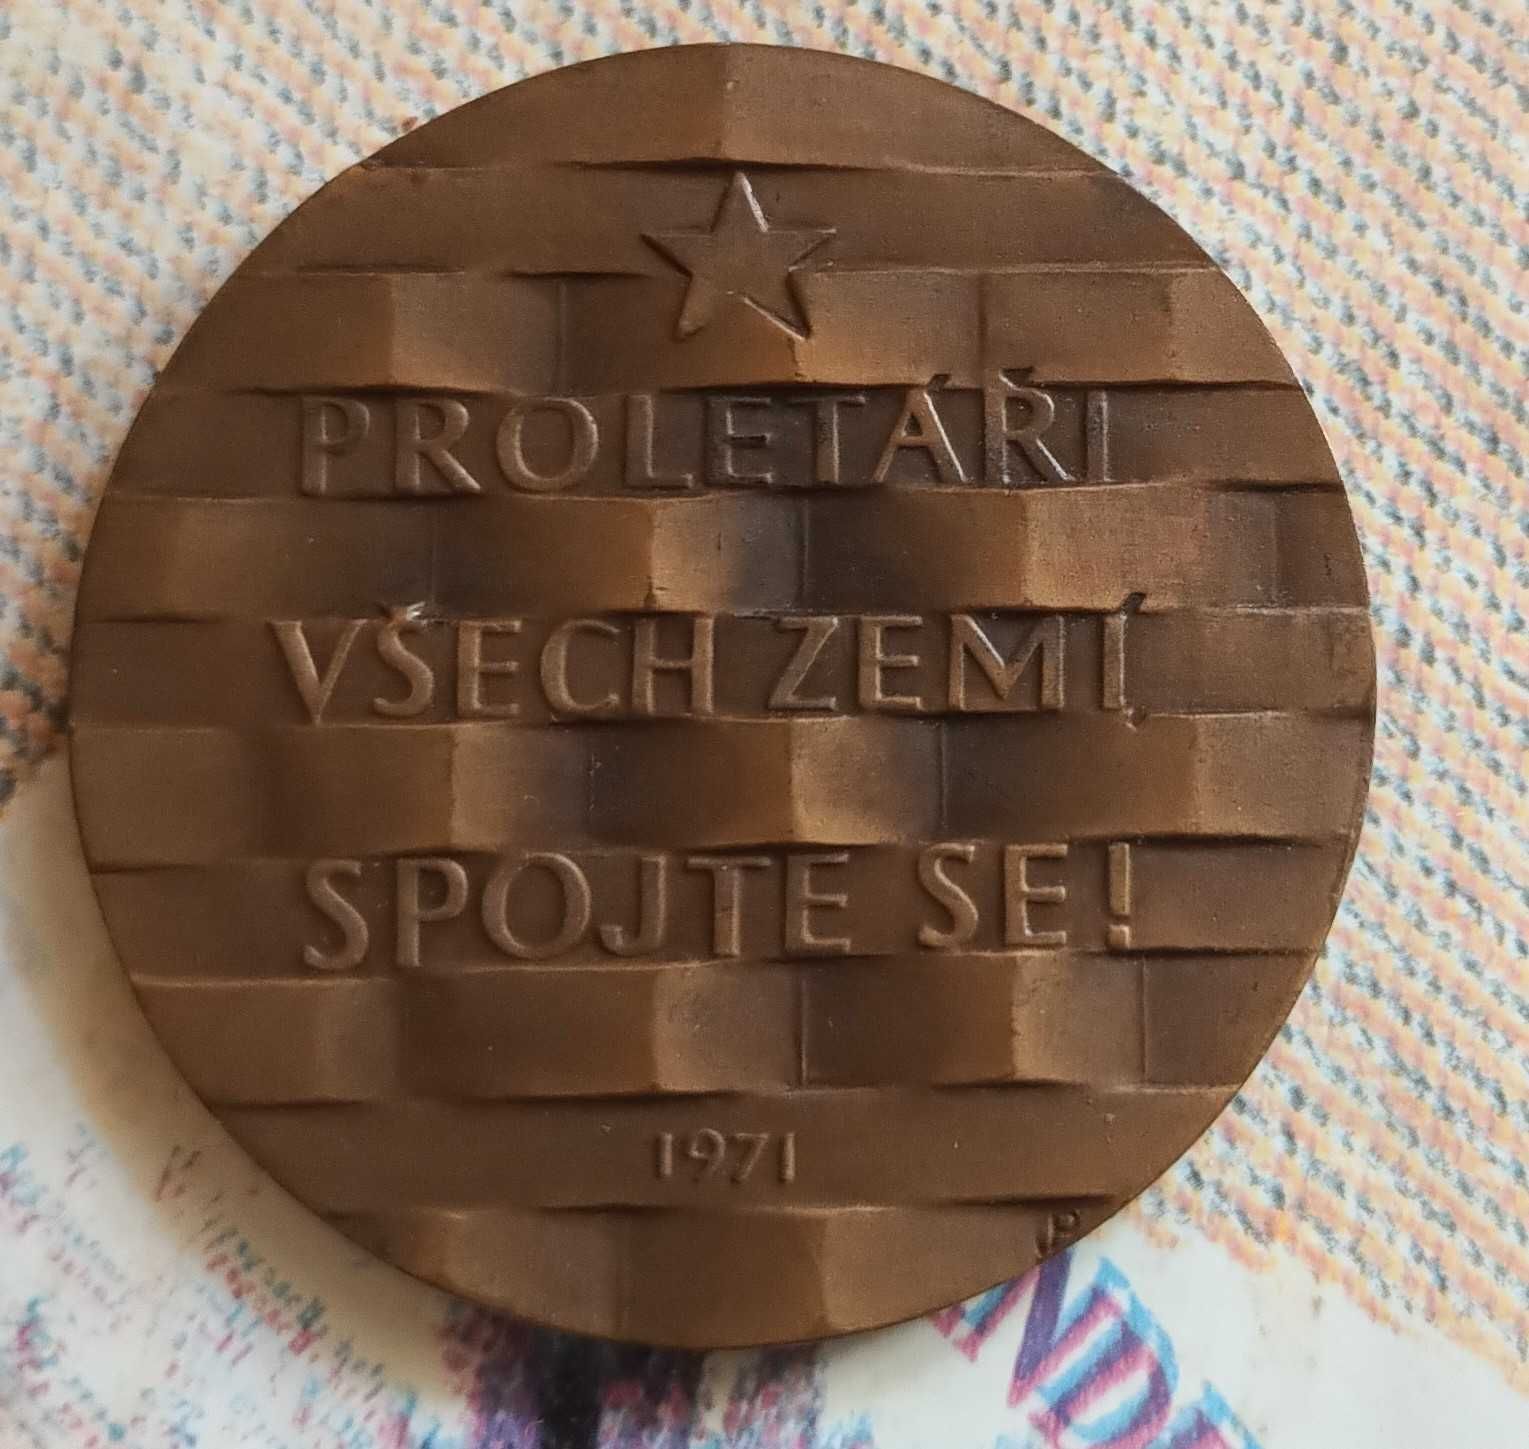 PROLETÁŘI
VŠECH ZEMÍ
SPOJTE SE!
1971